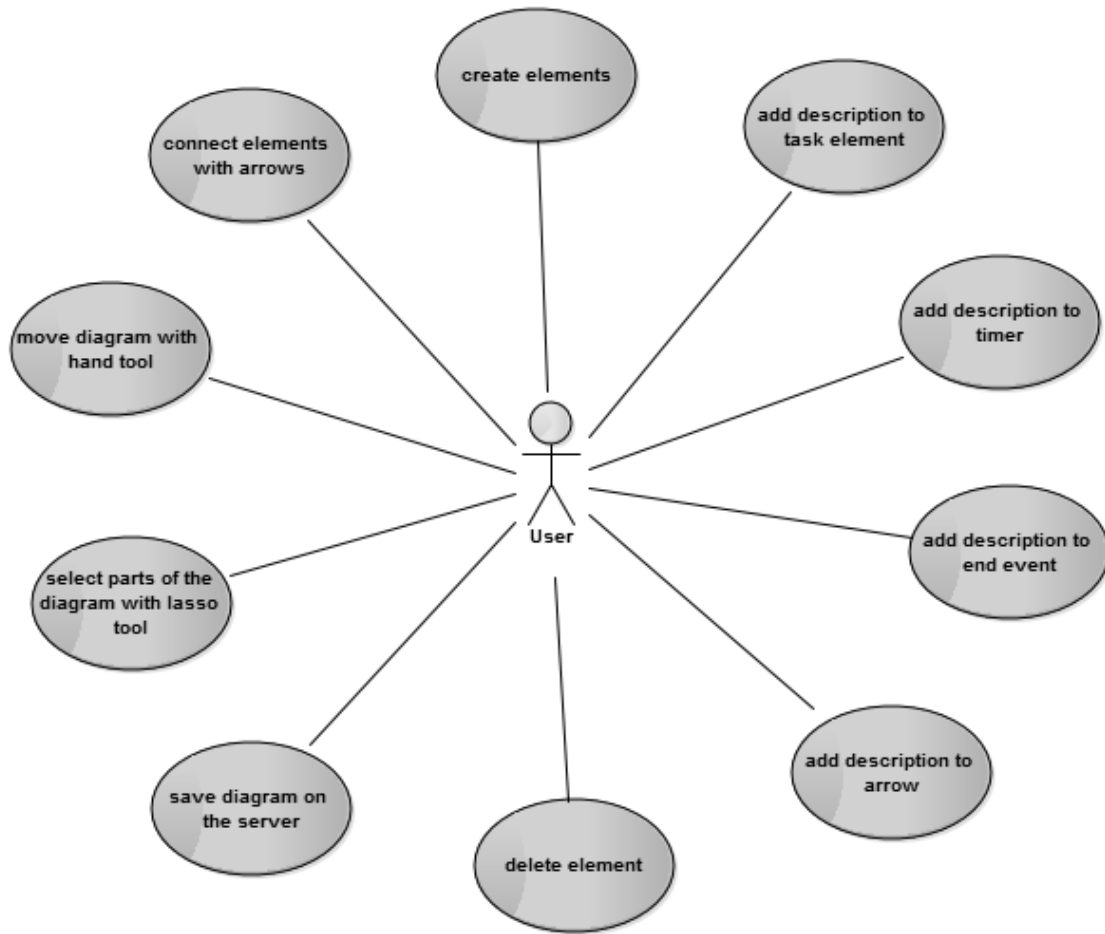 create elements
add description to
task element
connect elements
with arrows
add description to
timer
move diagram with
hand tool
User
add description to
end event
select parts of the
diagram with lasso
tool
add description to
arrow
save diagram on
the server
delete element